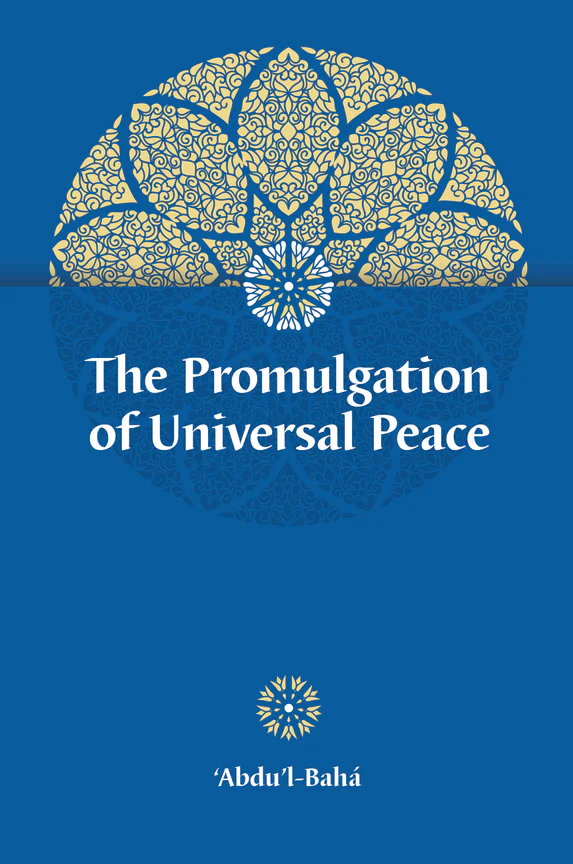 The Promulgation
of Universal Peace
‘Abdu’l-Bahá